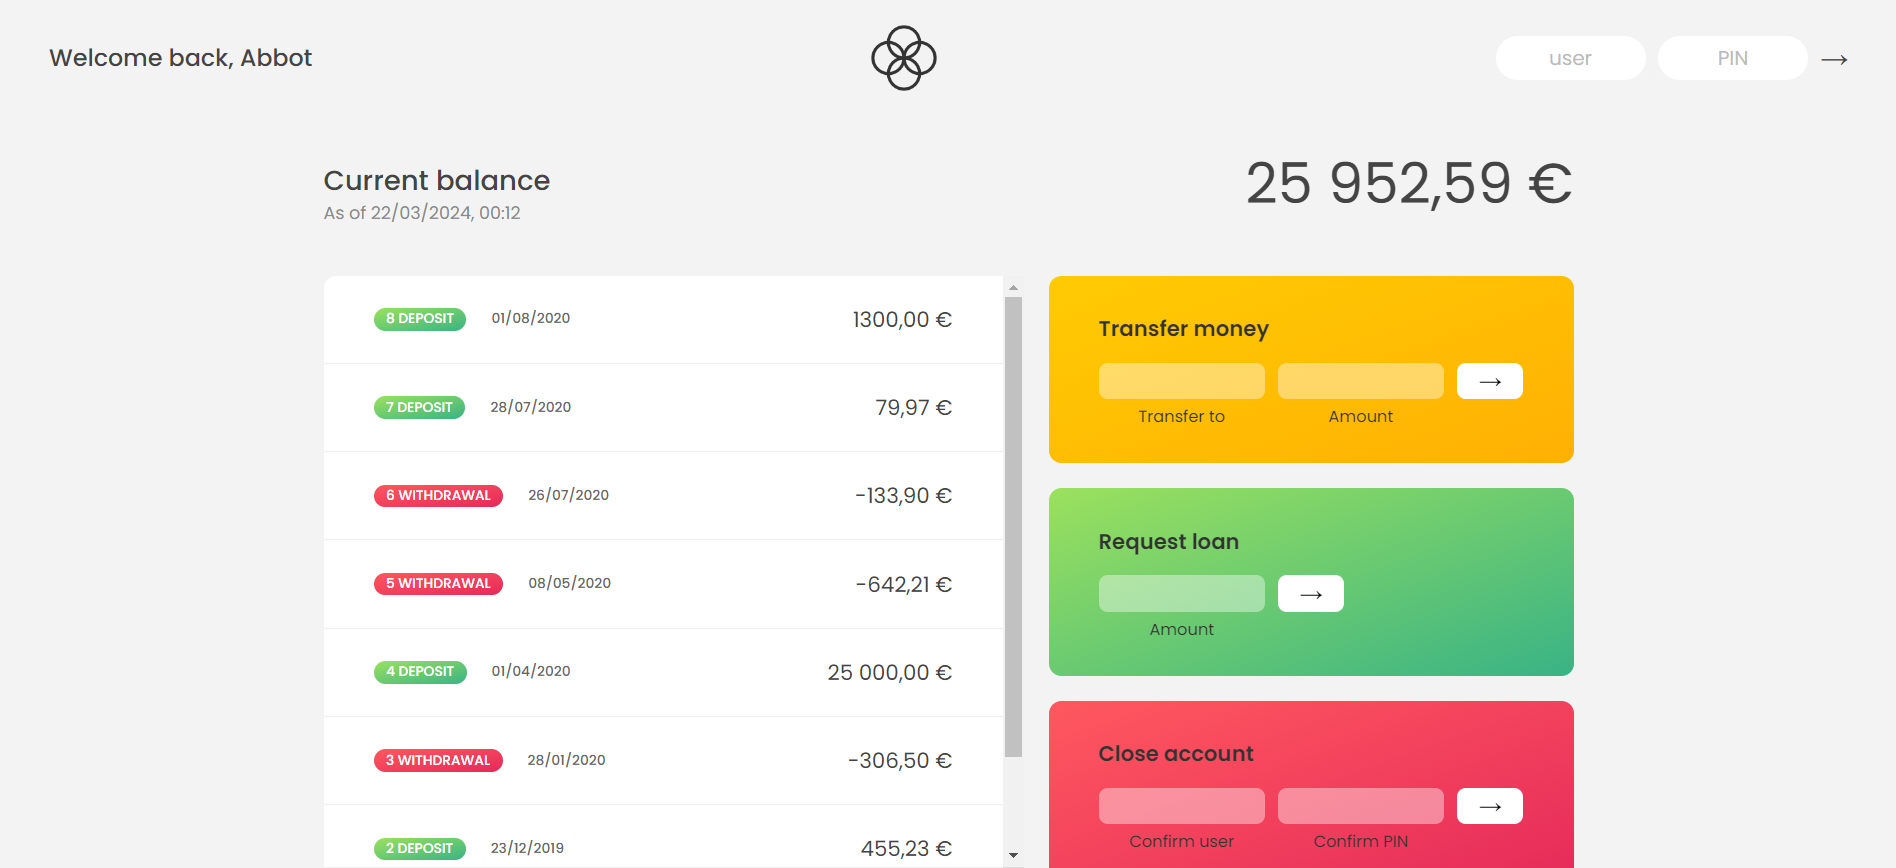 Welcome back, Abbot
user
PIN
→
Current balance
As of 22/03/2024, 00:12
25 952,59 €
8 DEPOSIT 01/08/2020 1300,00 €
7 DEPOSIT 28/07/2020 79,97 €
6 WITHDRAWAL 26/07/2020 -133,90 €
5 WITHDRAWAL 08/05/2020 -642,21 €
4 DEPOSIT 01/04/2020 25 000,00 €
3 WITHDRAWAL 28/01/2020 -306,50 €
2 DEPOSIT 23/12/2019 455,23 €
Transfer money
→
Transfer to Amount
Request loan
→
Amount
Close account
→
Confirm user Confirm PIN